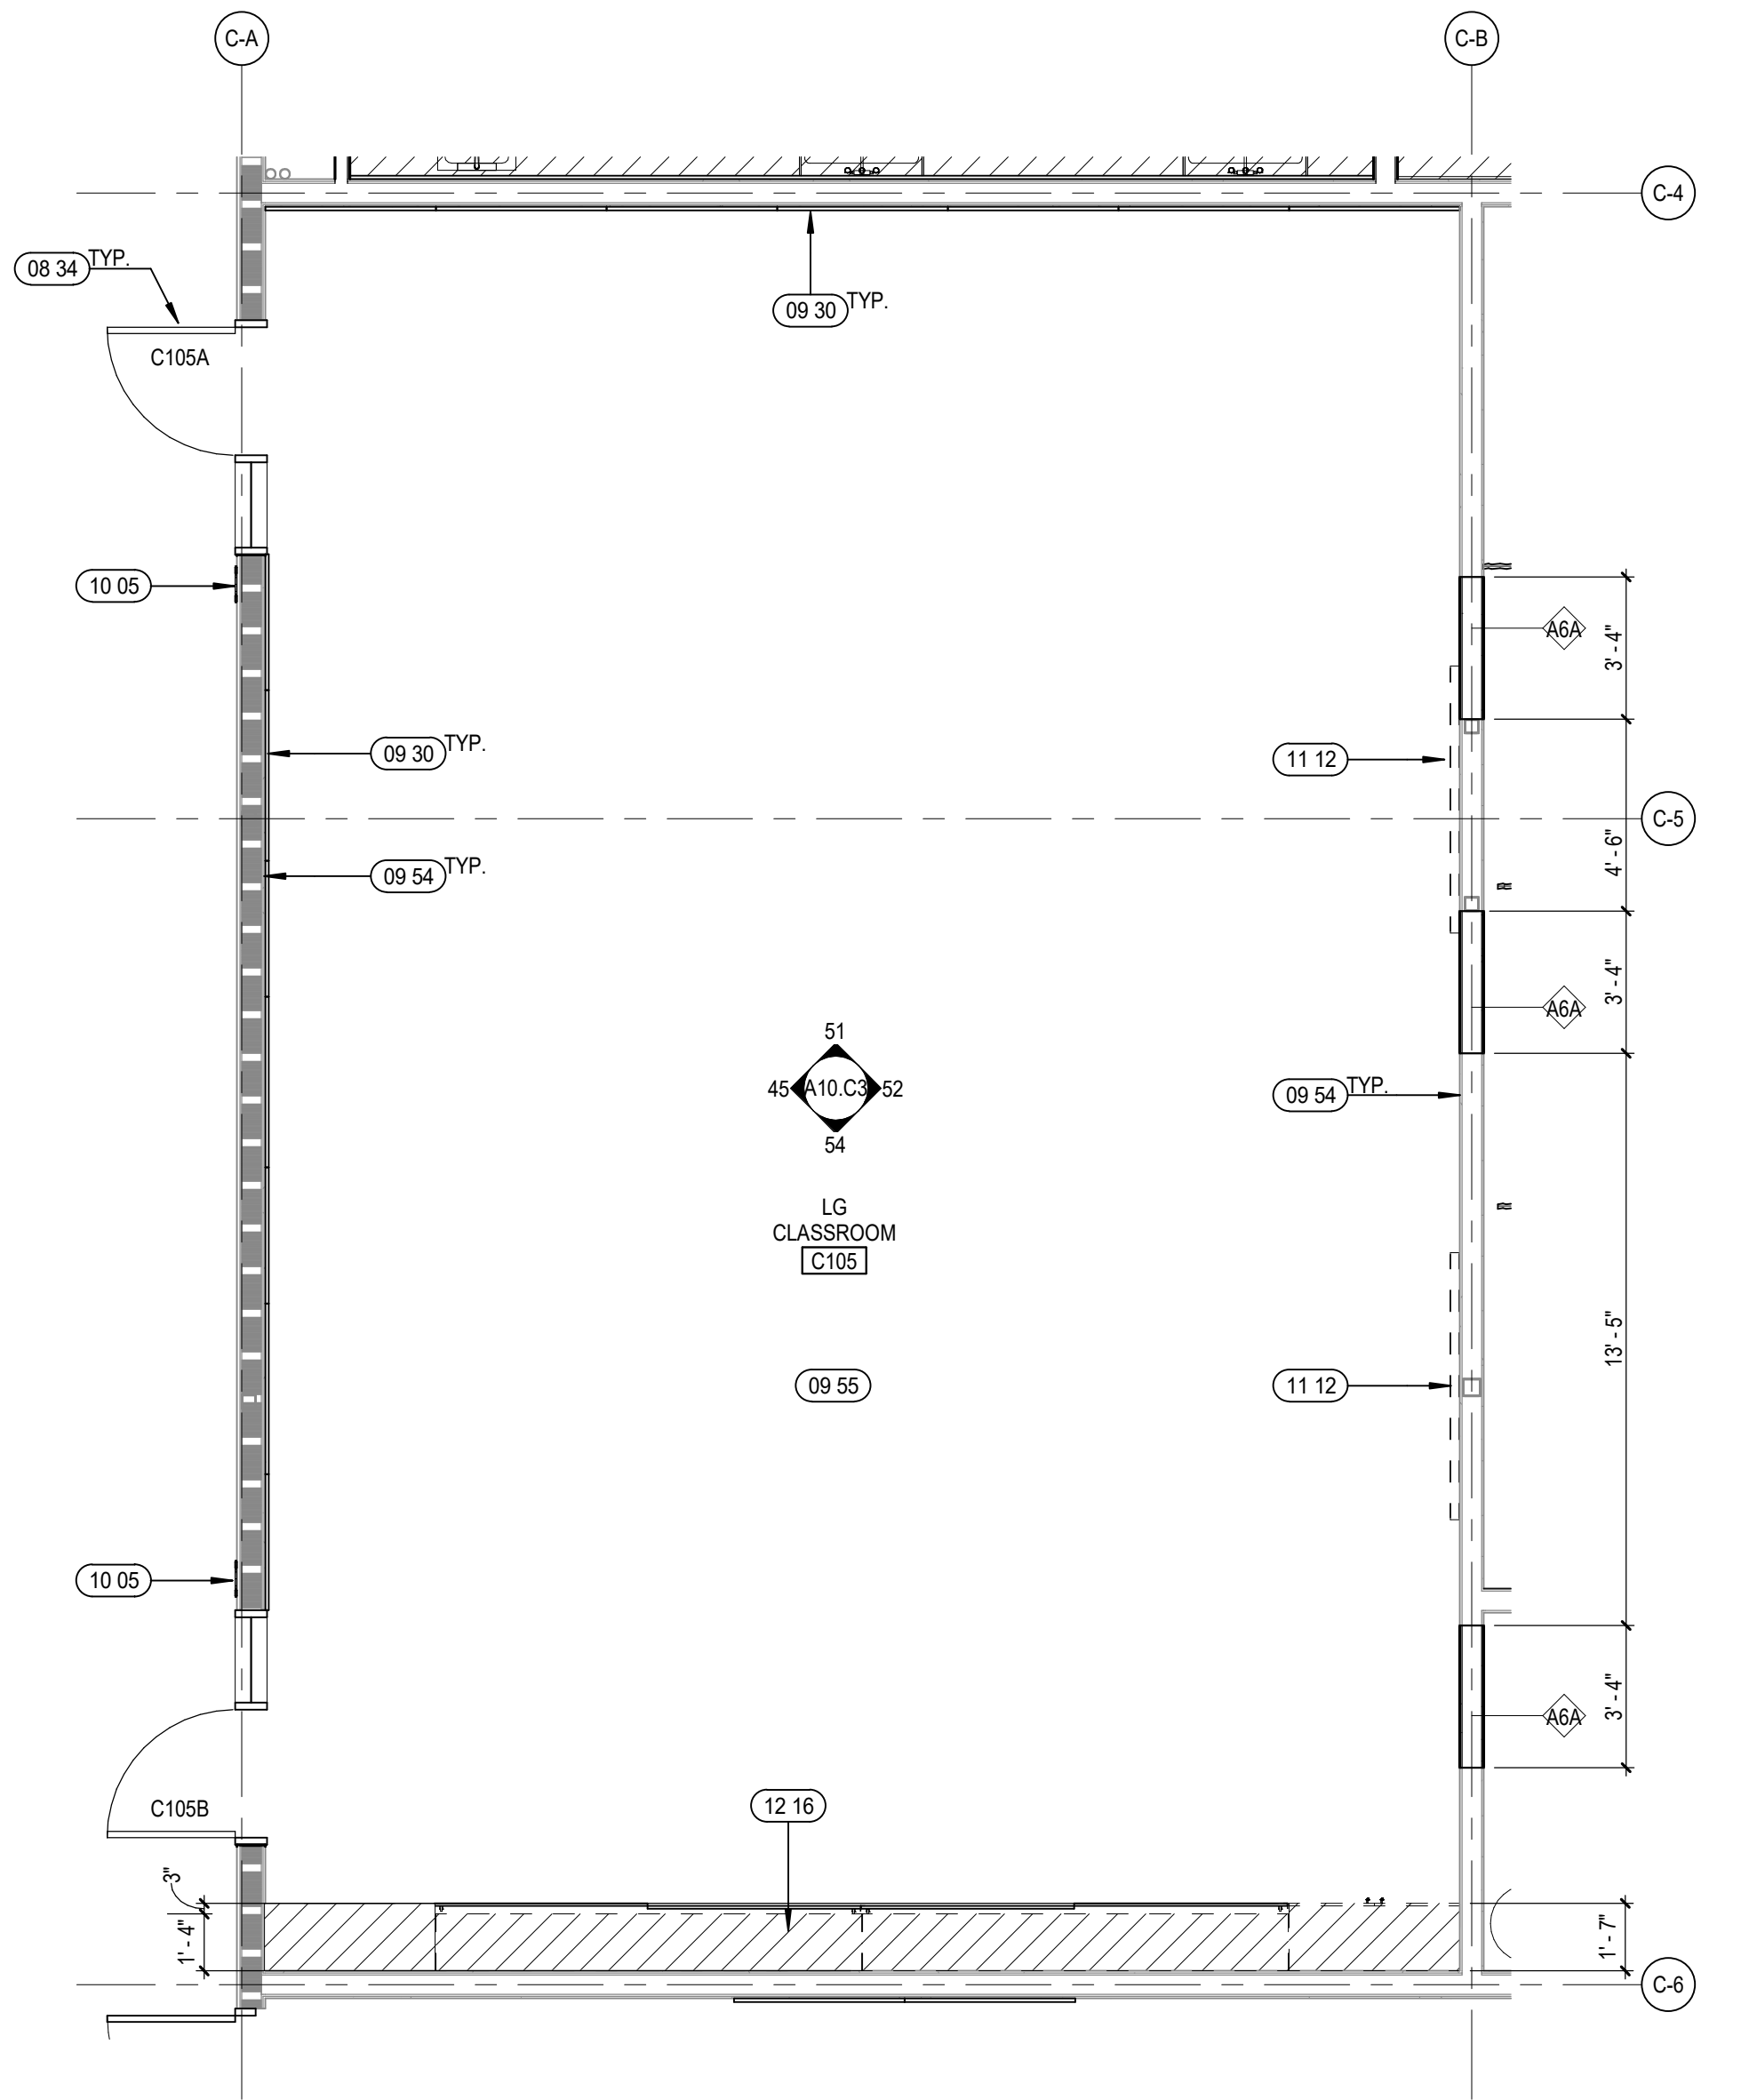 C-A
C-B
C-4
08 34 TYP.
09 30 TYP.
C105A
10 05
A6A
3' - 4"
09 30 TYP.
11 12
C-5
4' - 6"
09 54 TYP.
3' - 4"
A6A
51
45 A10.C3 52
54
09 54 TYP.
LG
CLASSROOM
C105
13' - 5"
09 55
11 12
10 05
3' - 4"
A6A
12 16
C105B
3"
1' - 4"
1' - 7"
C-6